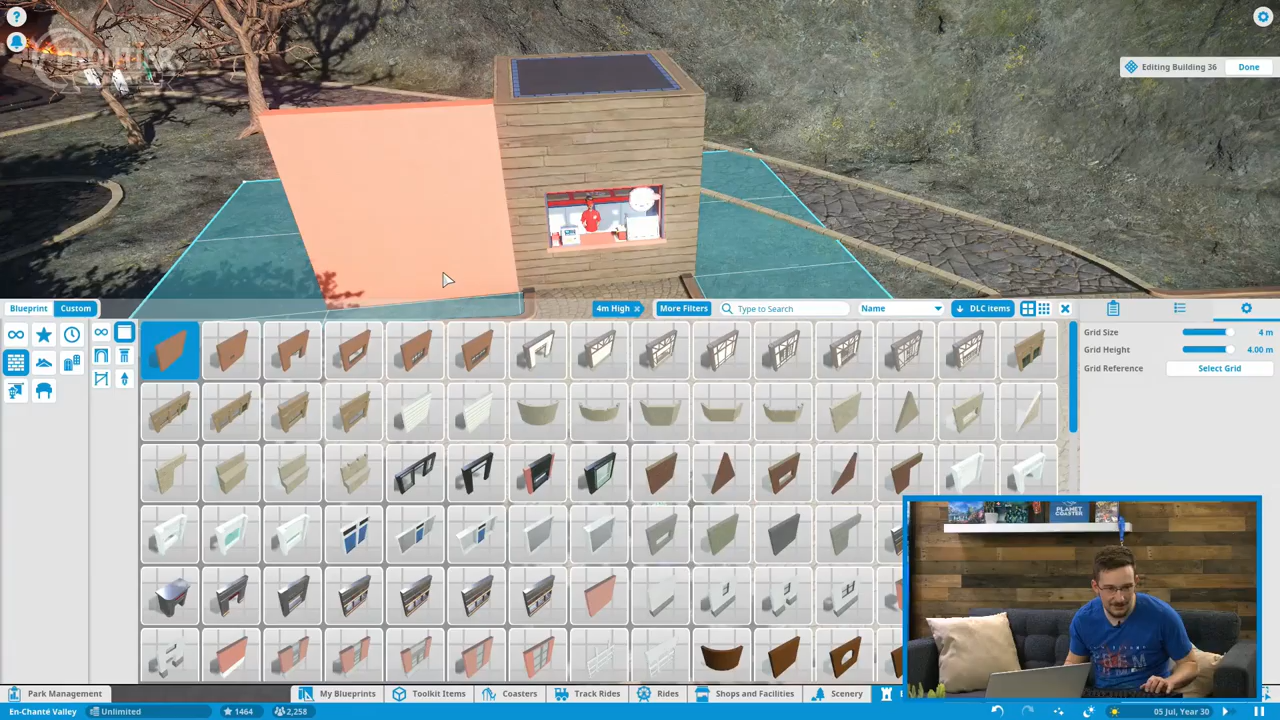 ?
FRONTIER
Editing Building 36 Done
Blueprint Custom 4m High × More Filters Type to Search Name DLC items
Grid Size 4 m
Grid Height 4.00 m
Grid Reference Select Grid
PLANET
COASTER
Park Management My Blueprints Toolkit Items Coasters Track Rides Rides Shops and Facilities Scenery
En-Chanté Valley Unlimited 1464 2,258 05 Jul, Year 30